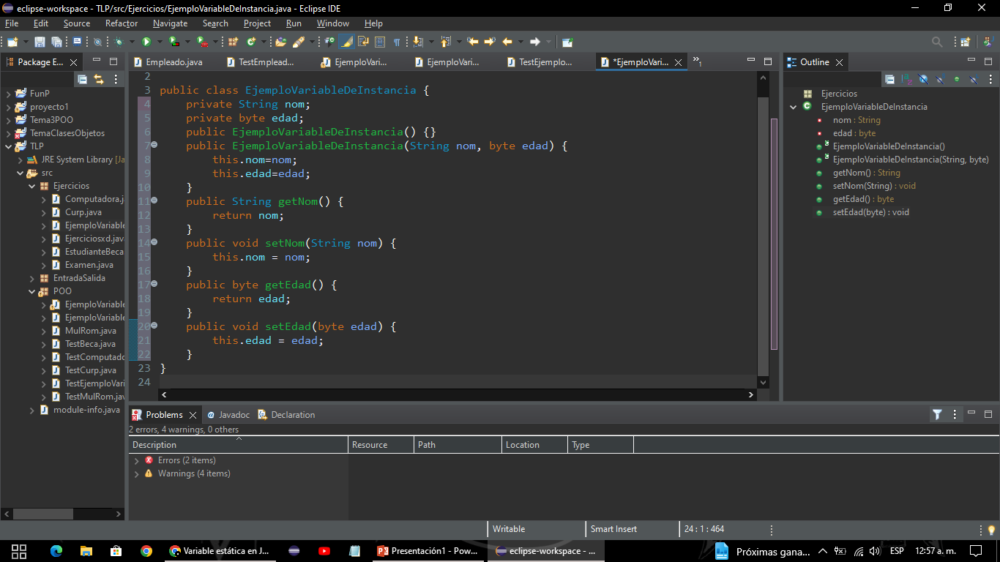 eclipse-workspace - TLP/src/Ejercicios/EjemploVariableDeInstancia.java - Eclipse IDE
File Edit Source Refactor Navigate Search Project Run Window Help
Package E...
Empleado.java TestEmplead... EjemploVari... EjemploVari... TestEjemplo... *EjemploVari... »1
Outline
FunP
proyecto1
Tema3POO
TemaClasesObjetos
TLP
JRE System Library [Ja
src
Ejercicios
Computadora.j
Curp.java
EjemploVariable
Ejerciciosxd.java
EstudianteBeca
Examen.java
EntradaSalida
POO
EjemploVariable
EjemploVariable
MulRom.java
TestBeca.java
TestComputado
TestCurp.java
TestEjemploVari
TestMulRom.jav
module-info.java
2
3 public class EjemploVariableDeInstancia {
4 private String nom;
5 private byte edad;
6 public EjemploVariableDeInstancia() {}
7 public EjemploVariableDeInstancia(String nom, byte edad) {
8 this.nom=nom;
9 this.edad=edad;
10 }
11 public String getNom() {
12 return nom;
13 }
14 public void setNom(String nom) {
15 this.nom = nom;
16 }
17 public byte getEdad() {
18 return edad;
19 }
20 public void setEdad(byte edad) {
21 this.edad = edad;
22 }
23 }
24
Ejercicios
EjemploVariableDeInstancia
nom : String
edad : byte
EjemploVariableDeInstancia()
EjemploVariableDeInstancia(String, byte)
getNom() : String
setNom(String) : void
getEdad() : byte
setEdad(byte) : void
Problems Javadoc Declaration
2 errors, 4 warnings, 0 others
Description Resource Path Location Type
Errors (2 items)
Warnings (4 items)
Writable Smart Insert 24 : 1 : 464
Variable estática en J... Presentación1 - Pow... eclipse-workspace - ... Próximas gana... ESP 12:57 a. m.